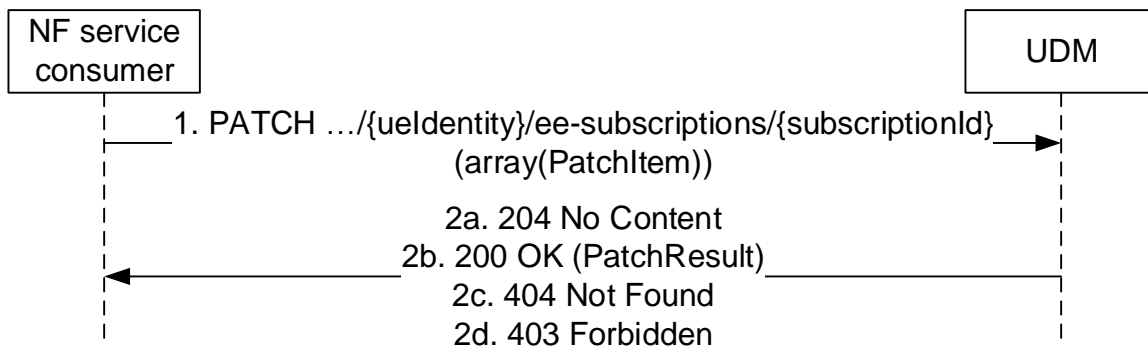 NF service
consumer
UDM
1. PATCH …/{ueIdentity}/ee-subscriptions/{subscriptionId}
(array(PatchItem))
2a. 204 No Content
2b. 200 OK (PatchResult)
2c. 404 Not Found
2d. 403 Forbidden